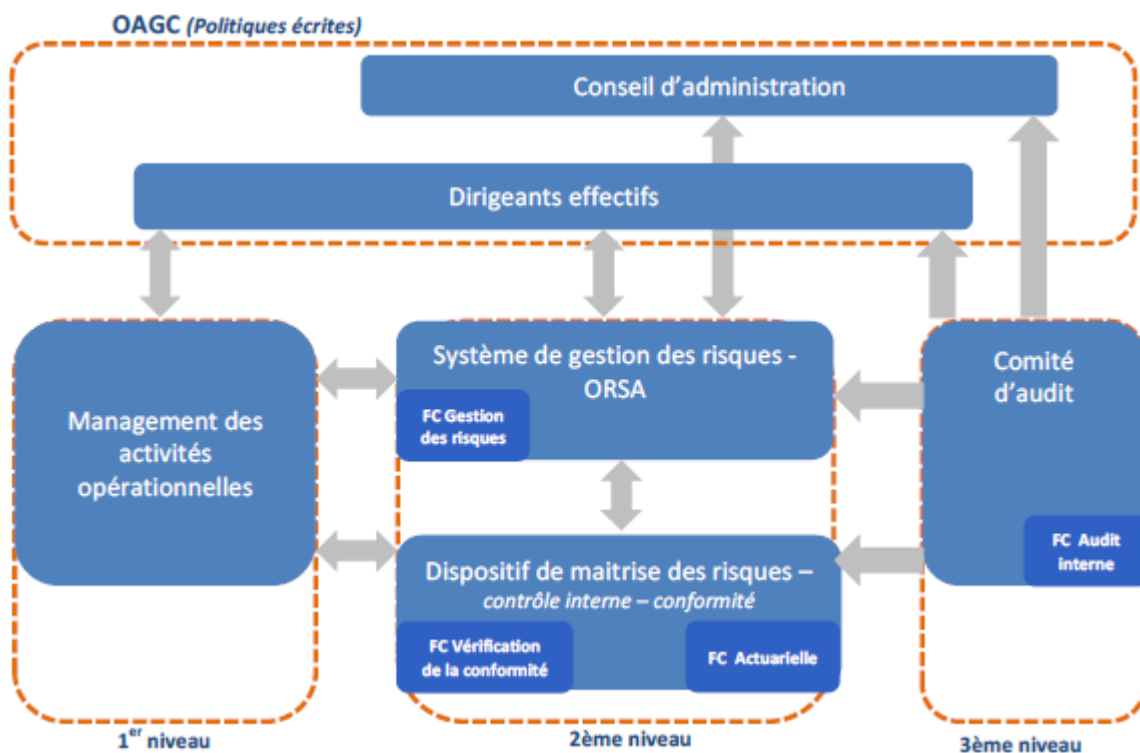 OAGC (Politiques écrites)
Conseil d'administration
Dirigeants effectifs
Management des
activités
opérationnelles
Système de gestion des risques -
ORSA
FC Gestion
des risques
Dispositif de maitrise des risques –
contrôle interne – conformité
FC Vérification
de la conformité
FC Actuarielle
Comité
d'audit
FC Audit
interne
1er niveau
2ème niveau
3ème niveau